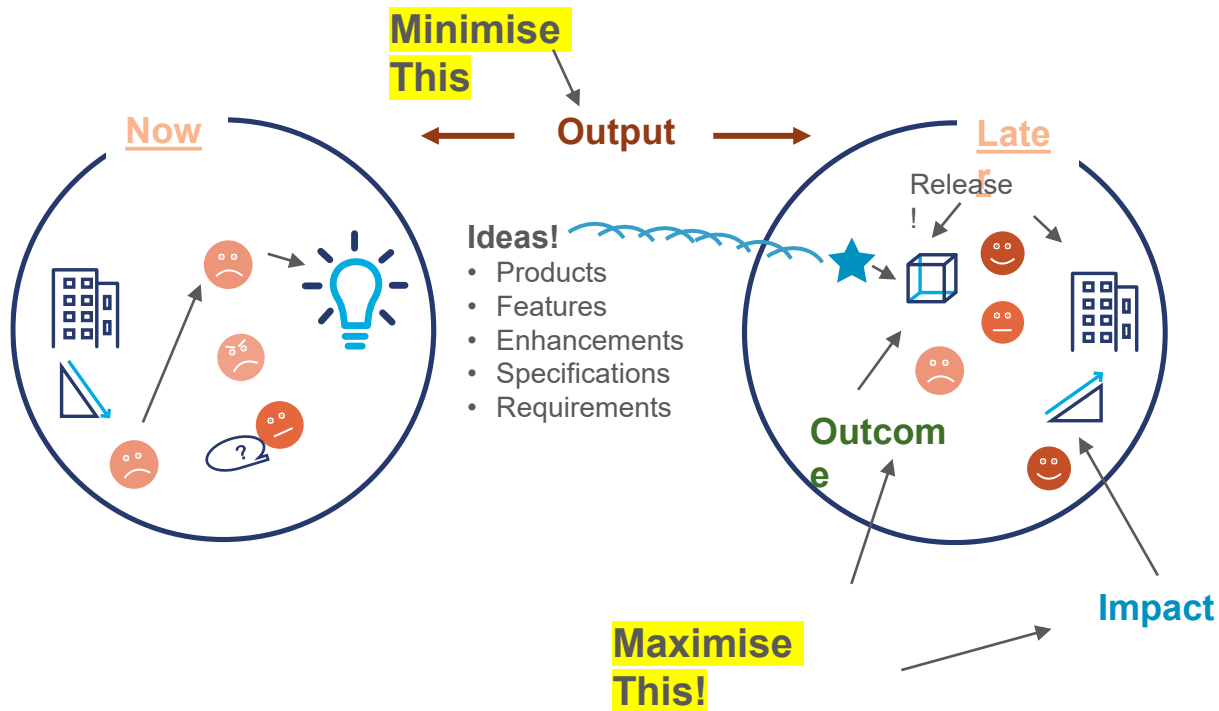 Minimise
This
Now
Output
Late
r
Release
!
Ideas!
• Products
• Features
• Enhancements
• Specifications
• Requirements
?
Outcom
e
Impact
Maximise
This!